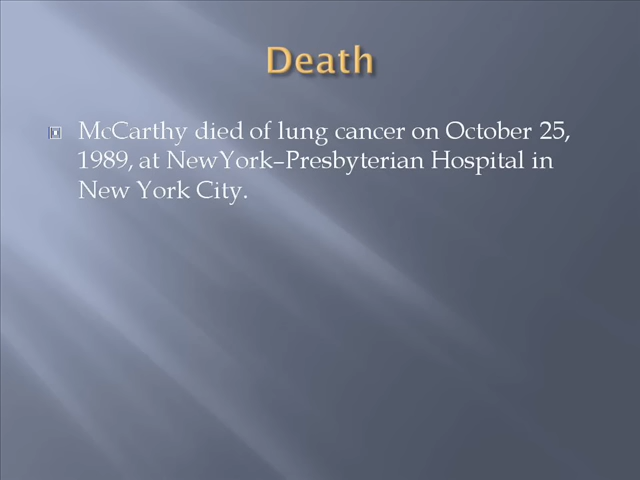 Death
McCarthy died of lung cancer on October 25,
1989, at NewYork–Presbyterian Hospital in
New York City.